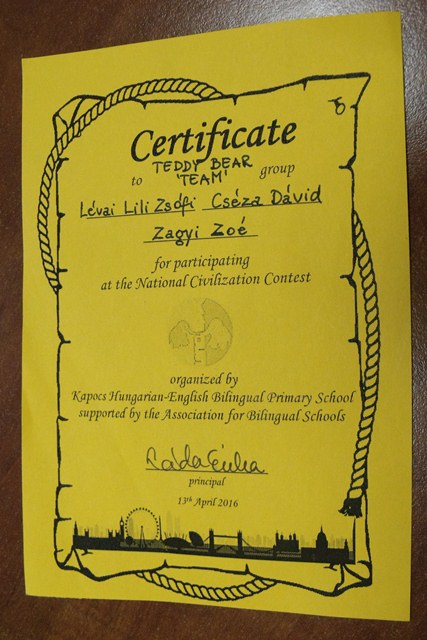 8
Certificate
to TEDDY BEAR group
'TEAM'
Lévai Lili Zsófi Cséza Dávid
Zagyi Zoé
for participating
at the National Civilization Contest
organized by
Kapocs Hungarian-English Bilingual Primary School
supported by the Association for Bilingual Schools
principal
13th April 2016